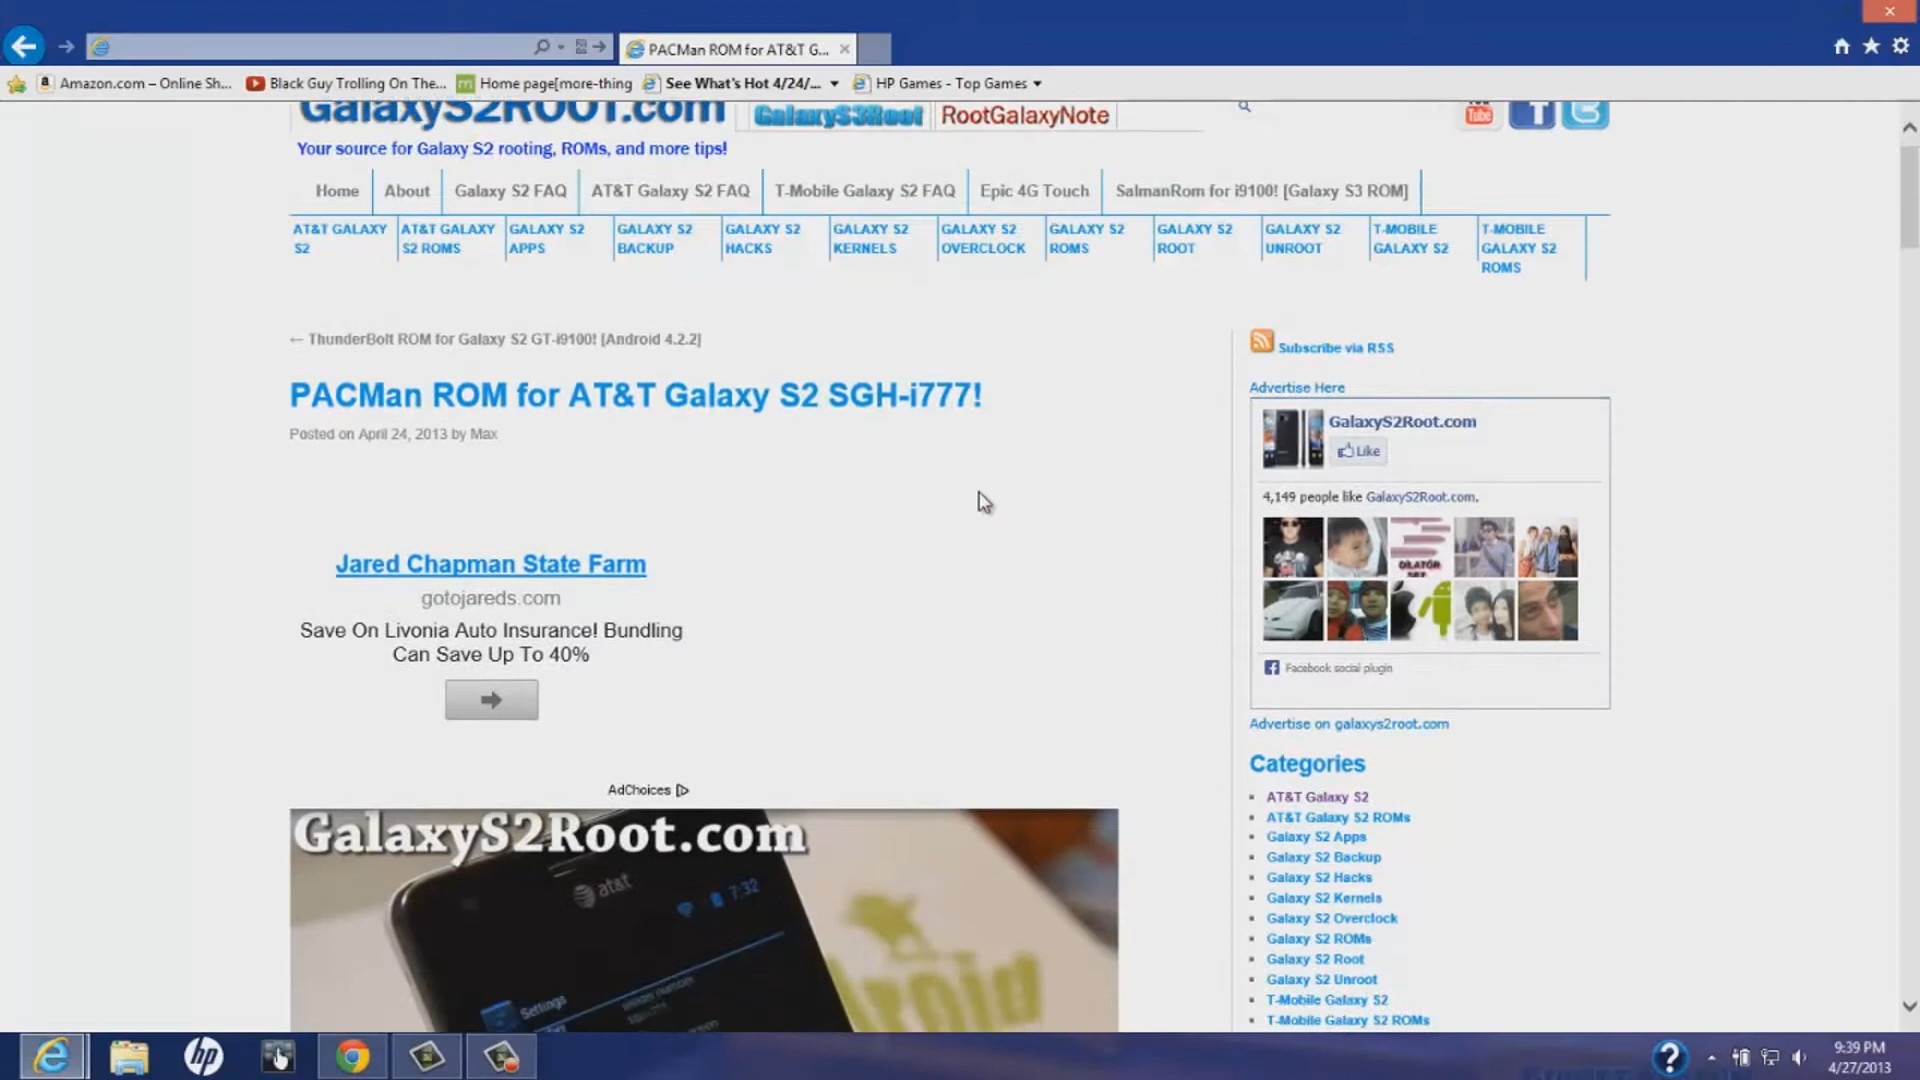 PACMan ROM for AT&T G...
Amazon.com – Online Sh... Black Guy Trolling On The... Home page[more-thing See What's Hot 4/24/... HP Games - Top Games
GalaxyS2ROOT.com GalaxyS3Root RootGalaxyNote
You
Tube
Your source for Galaxy S2 rooting, ROMs, and more tips!
Home About Galaxy S2 FAQ AT&T Galaxy S2 FAQ T-Mobile Galaxy S2 FAQ Epic 4G Touch SalmanRom for i9100! [Galaxy S3 ROM]
AT&T GALAXY S2
AT&T GALAXY S2 ROMS
GALAXY S2 APPS
GALAXY S2 BACKUP
GALAXY S2 HACKS
GALAXY S2 KERNELS
GALAXY S2 OVERCLOCK
GALAXY S2 ROMS
GALAXY S2 ROOT
GALAXY S2 UNROOT
T-MOBILE GALAXY S2
T-MOBILE GALAXY S2 ROMS
← ThunderBolt ROM for Galaxy S2 GT-i9100! [Android 4.2.2]
PACMan ROM for AT&T Galaxy S2 SGH-i777!
Posted on April 24, 2013 by Max
Jared Chapman State Farm
gotojareds.com
Save On Livonia Auto Insurance! Bundling
Can Save Up To 40%
AdChoices
GalaxyS2Root.com
at&t 7:32
Settings
android
Subscribe via RSS
Advertise Here
GalaxyS2Root.com
Like
4,149 people like GalaxyS2Root.com.
Facebook social plugin
Advertise on galaxys2root.com
Categories
AT&T Galaxy S2
AT&T Galaxy S2 ROMs
Galaxy S2 Apps
Galaxy S2 Backup
Galaxy S2 Hacks
Galaxy S2 Kernels
Galaxy S2 Overclock
Galaxy S2 ROMs
Galaxy S2 Root
Galaxy S2 Unroot
T-Mobile Galaxy S2
T-Mobile Galaxy S2 ROMs
hp
9:39 PM
4/27/2013